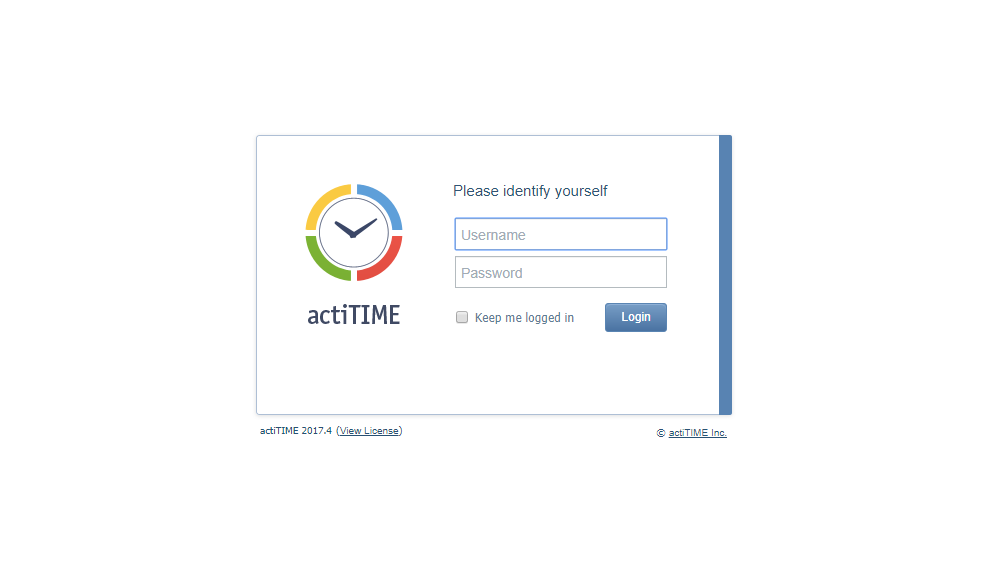 Please identify yourself
Username
Password
actiTIME
Keep me logged in
Login
actiTIME 2017.4 (View License)
© actiTIME Inc.